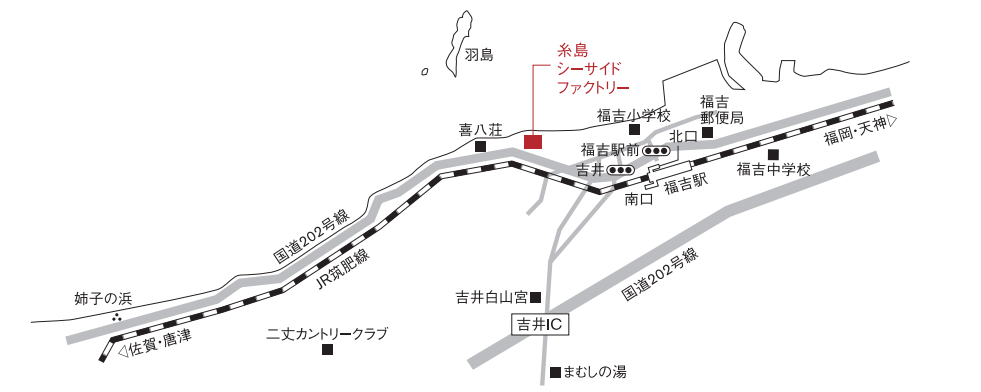 羽島
糸島
シーサイド
ファクトリー
福吉小学校
福吉
郵便局
喜八荘
北口
福岡・天神▷
福吉駅前
吉井
福吉中学校
福吉駅
南口
国道202号線
JR筑肥線
国道202号線
姉子の浜
吉井白山宮
吉井IC
◁佐賀・唐津
二丈カントリークラブ
まむしの湯